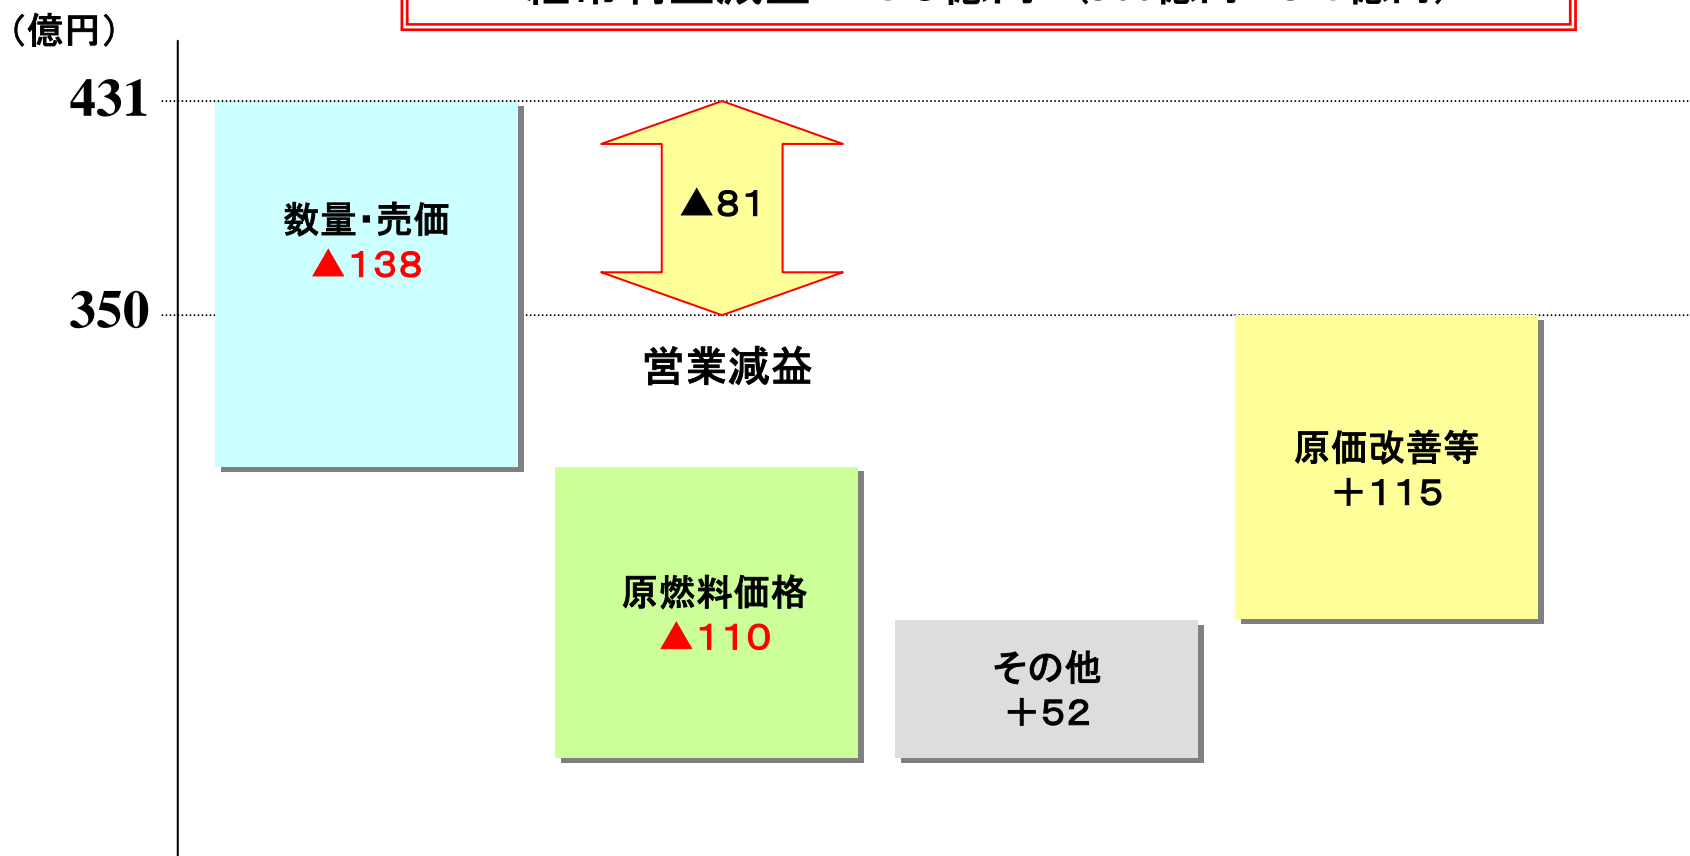 （億円）
431
数量・売価
▲138
▲81
350
営業減益
原価改善等
＋115
原燃料価格
▲110
その他
＋52